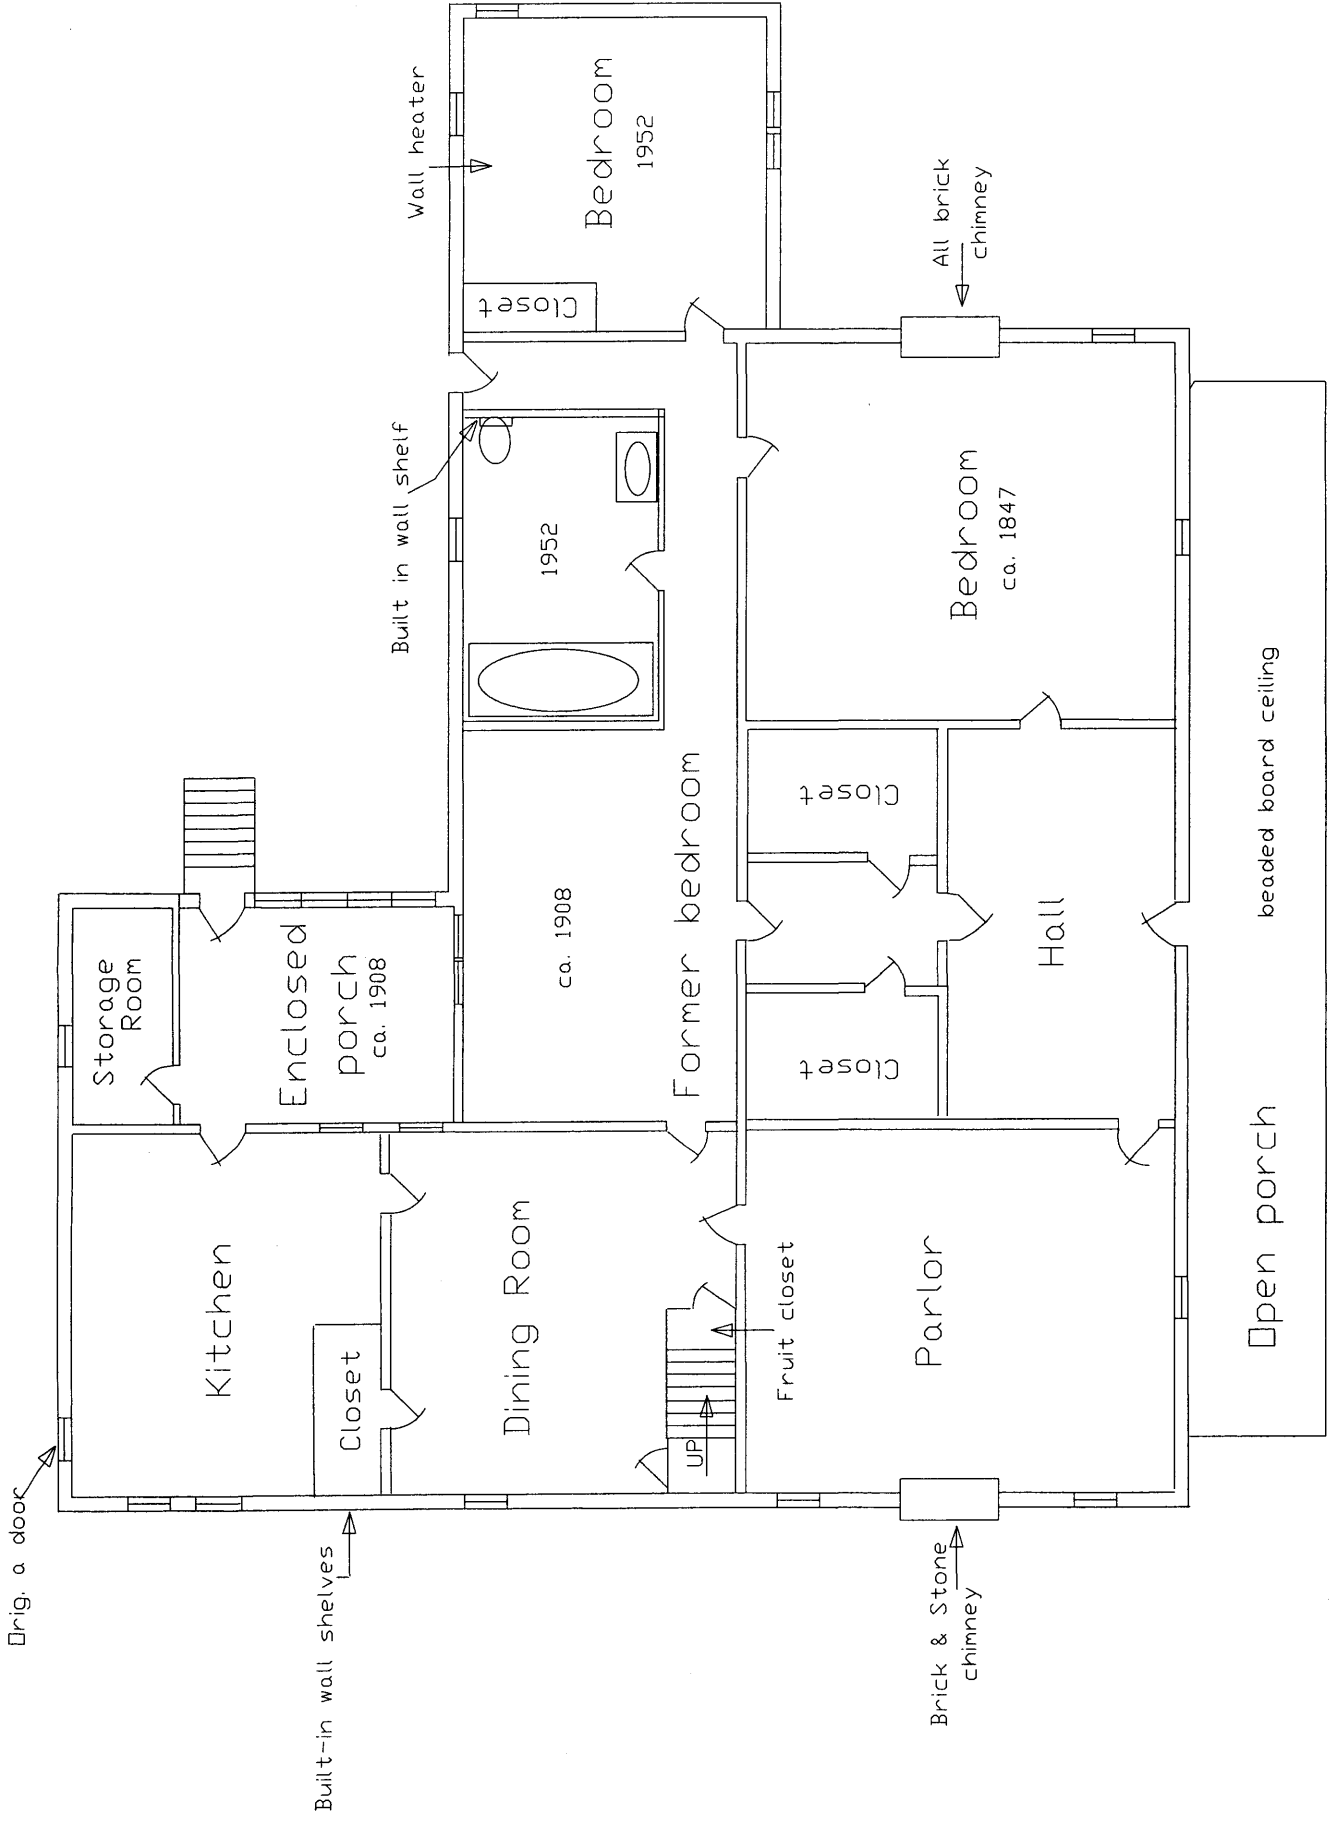 Orig. a door
Built-in wall shelves
Kitchen
Closet
Storage
Room
Enclosed
porch
ca. 1908
Dining Room
UP
Fruit closet
Former bedroom
ca. 1908
1952
Built in wall shelf
Wall heater
Closet
Bedroom
1952
Brick & Stone
chimney
Parlor
Closet
Closet
Hall
Bedroom
ca. 1847
All brick
chimney
Open porch
beaded board ceiling